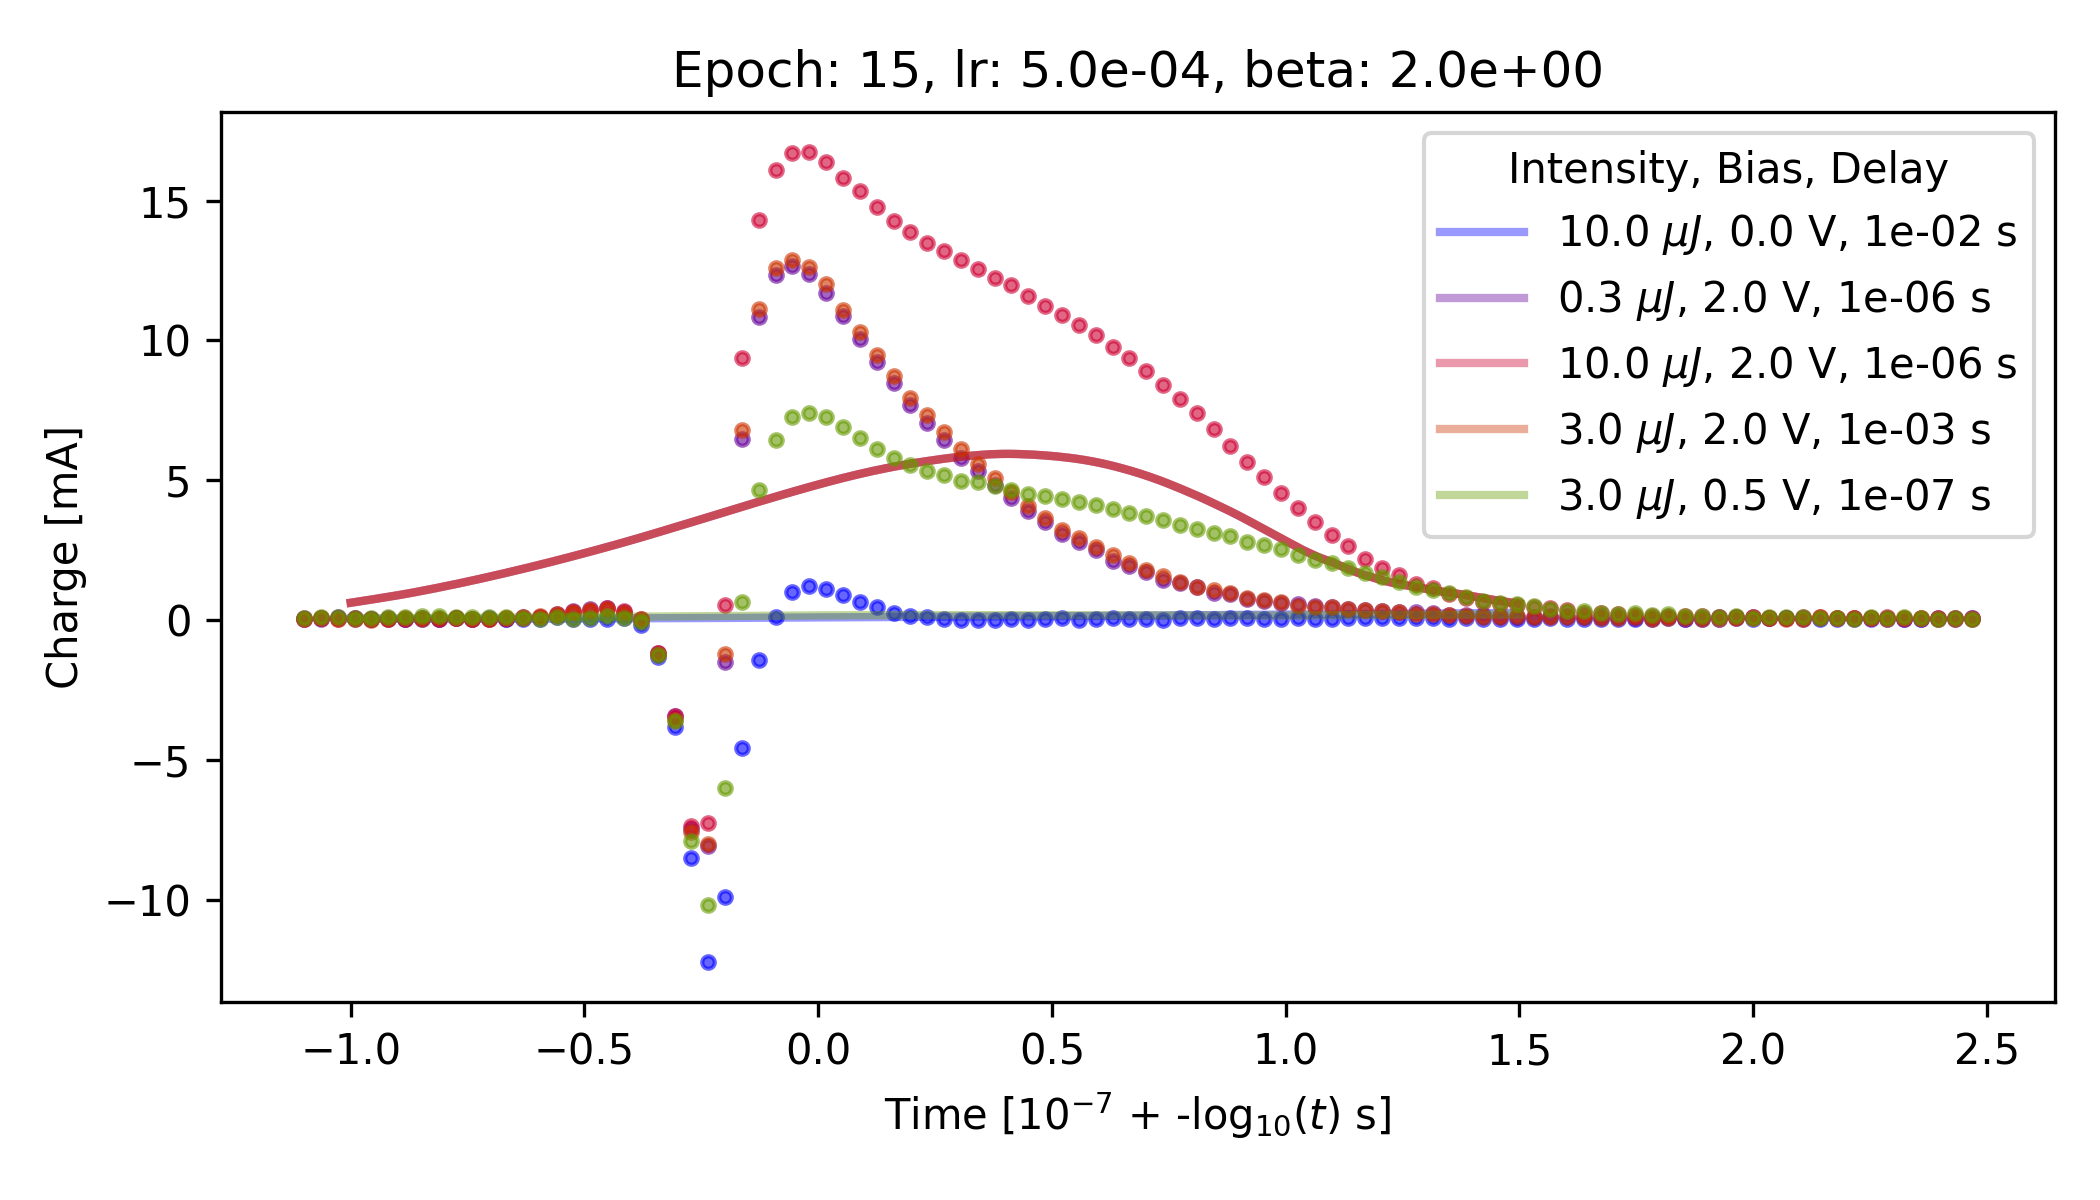 Epoch: 15, lr: 5.0e-04, beta: 2.0e+00
Charge [mA]
15
10
5
0
−5
−10
Intensity, Bias, Delay
10.0 μJ, 0.0 V, 1e-02 s
0.3 μJ, 2.0 V, 1e-06 s
10.0 μJ, 2.0 V, 1e-06 s
3.0 μJ, 2.0 V, 1e-03 s
3.0 μJ, 0.5 V, 1e-07 s
−1.0 −0.5 0.0 0.5 1.0 1.5 2.0 2.5
Time [10⁻⁷ + -log₁₀(t) s]